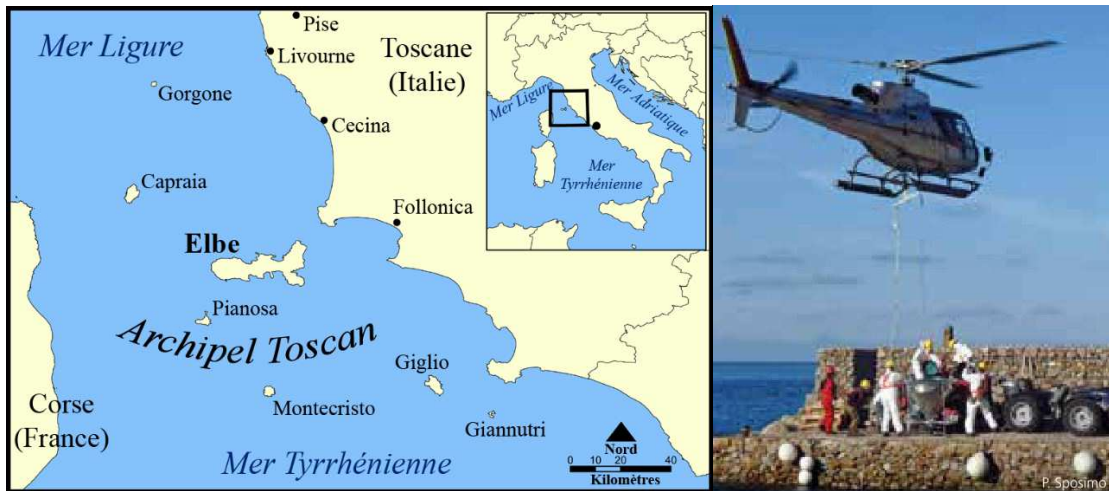 Pise
Mer Ligure
Livourne
Toscane
(Italie)
Gorgone
Cecina
Capraia
Follonica
Elbe
Pianosa
Archipel Toscan
Giglio
Corse
(France)
Montecristo
Giannutri
Mer Tyrrhénienne
Nord
0 10 20 40
Kilomètres
Mer Ligure
Mer Adriatique
Mer
Tyrrhénienne
P. Sposimo